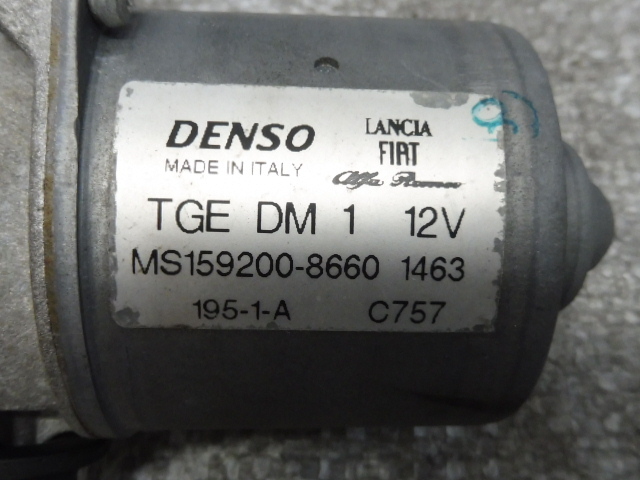 DENSO
MADE IN ITALY
LANCIA
FIAT
Alfa Romeo
TGE DM 1 12V
MS159200-8660 1463
195-1-A C757